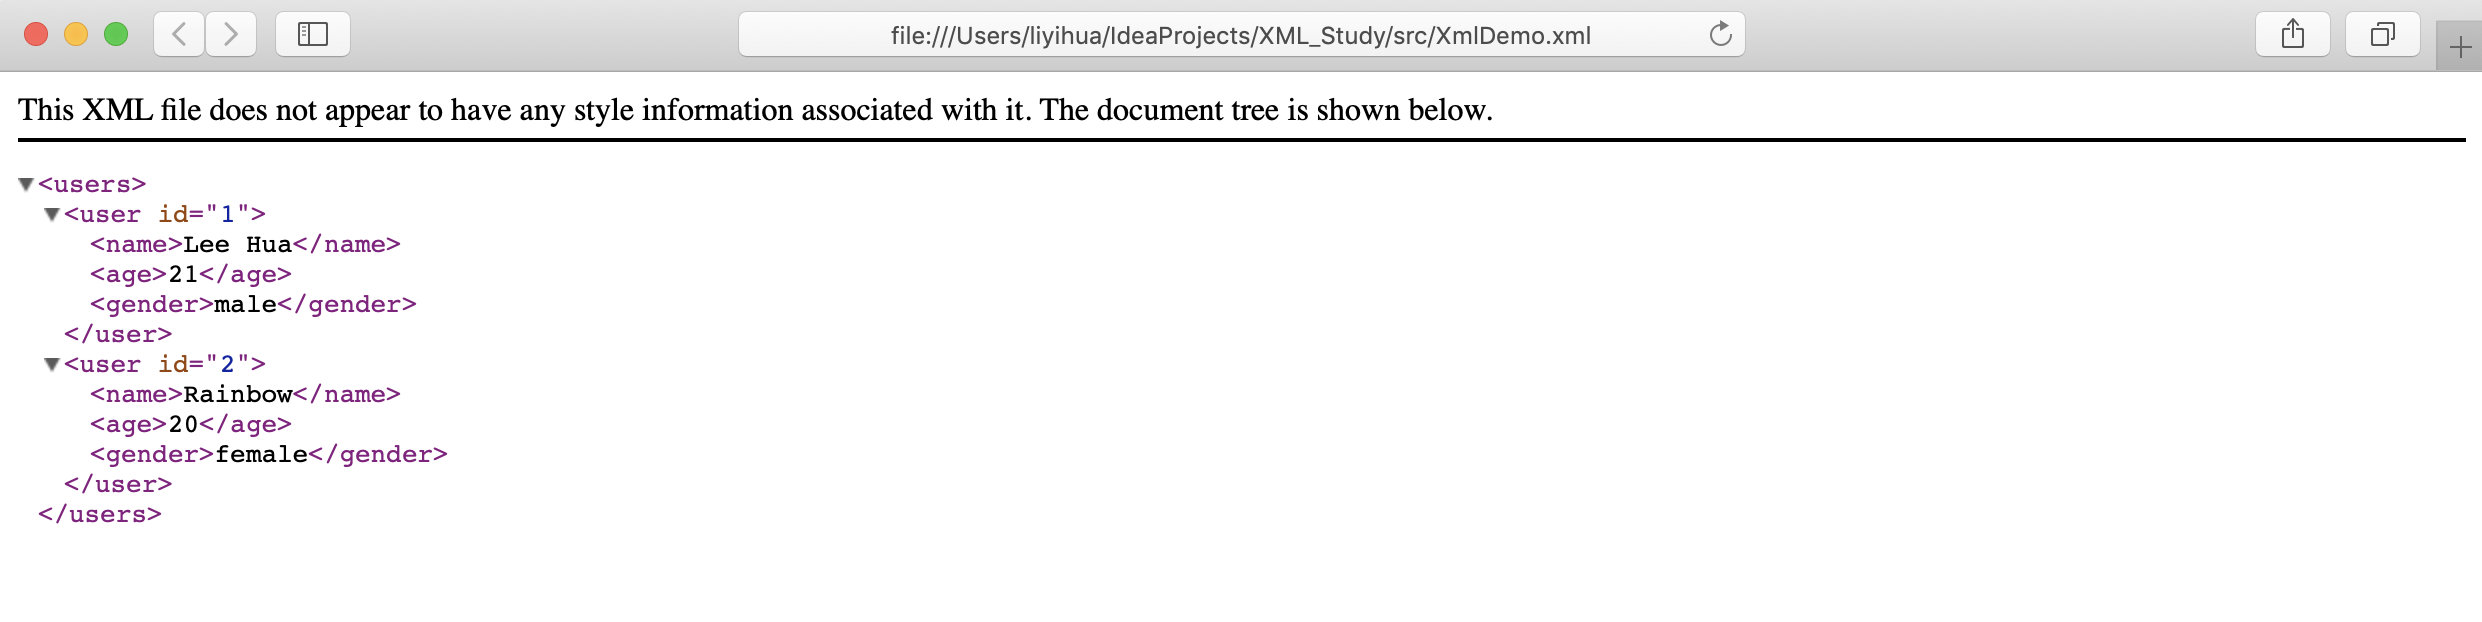 file:///Users/liyihua/IdeaProjects/XML_Study/src/XmlDemo.xml
This XML file does not appear to have any style information associated with it. The document tree is shown below.
<users>
<user id="1">
<name>Lee Hua</name>
<age>21</age>
<gender>male</gender>
</user>
<user id="2">
<name>Rainbow</name>
<age>20</age>
<gender>female</gender>
</user>
</users>